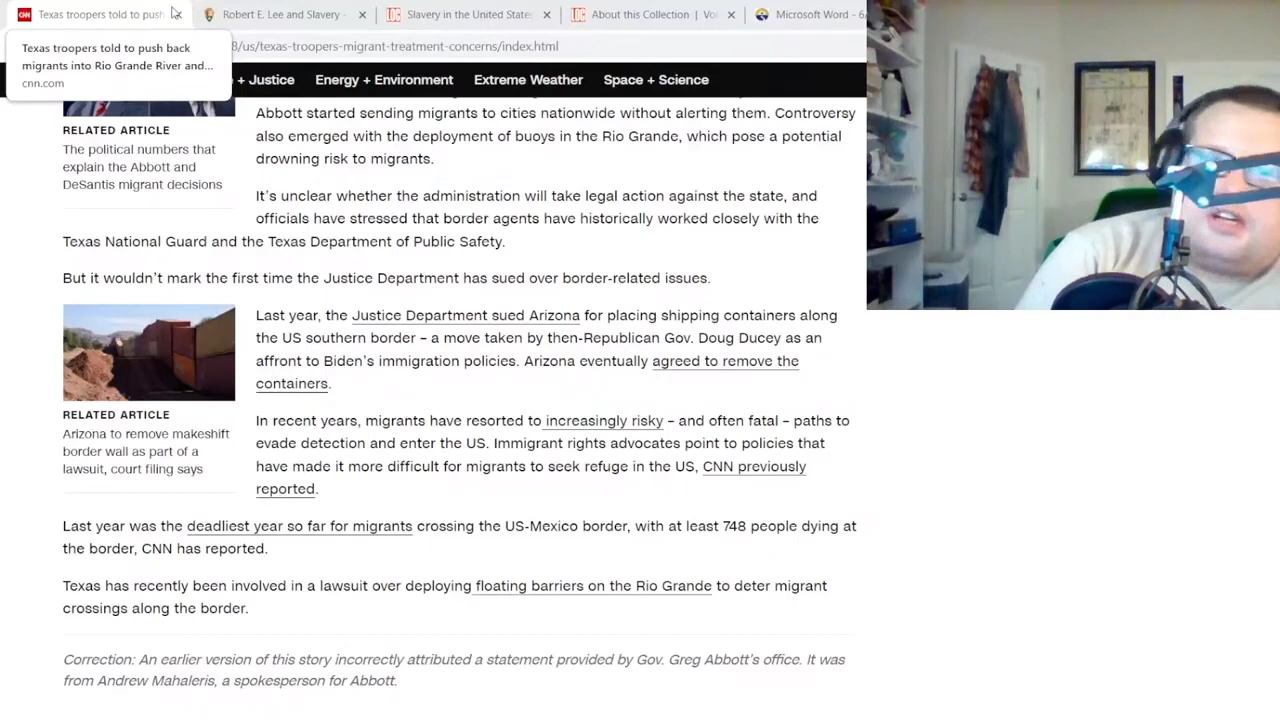 CNN Texas troopers told to push
Robert E. Lee and Slavery -
Slavery in the United State
About this Collection | Vo
Microsoft Word - 6
Texas troopers told to push back
migrants into Rio Grande River and...
cnn.com
8/us/texas-troopers-migrant-treatment-concerns/index.html
+ Justice
Energy + Environment
Extreme Weather
Space + Science
RELATED ARTICLE
The political numbers that
explain the Abbott and
DeSantis migrant decisions
Abbott started sending migrants to cities nationwide without alerting them. Controversy
also emerged with the deployment of buoys in the Rio Grande, which pose a potential
drowning risk to migrants.
It's unclear whether the administration will take legal action against the state, and
officials have stressed that border agents have historically worked closely with the
Texas National Guard and the Texas Department of Public Safety.
But it wouldn't mark the first time the Justice Department has sued over border-related issues.
RELATED ARTICLE
Arizona to remove makeshift
border wall as part of a
lawsuit, court filing says
Last year, the Justice Department sued Arizona for placing shipping containers along
the US southern border – a move taken by then-Republican Gov. Doug Ducey as an
affront to Biden's immigration policies. Arizona eventually agreed to remove the
containers.
In recent years, migrants have resorted to increasingly risky – and often fatal – paths to
evade detection and enter the US. Immigrant rights advocates point to policies that
have made it more difficult for migrants to seek refuge in the US, CNN previously
reported.
Last year was the deadliest year so far for migrants crossing the US-Mexico border, with at least 748 people dying at
the border, CNN has reported.
Texas has recently been involved in a lawsuit over deploying floating barriers on the Rio Grande to deter migrant
crossings along the border.
Correction: An earlier version of this story incorrectly attributed a statement provided by Gov. Greg Abbott's office. It was
from Andrew Mahaleris, a spokesperson for Abbott.